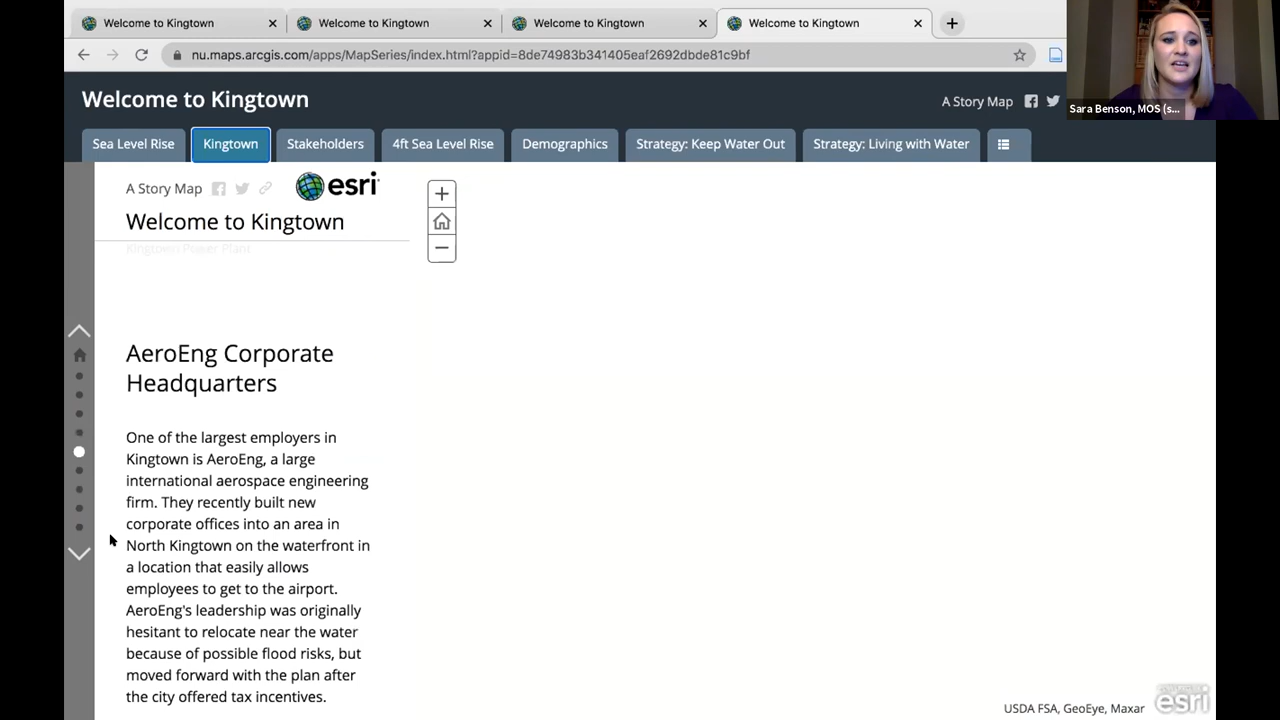 Welcome to Kingtown
Welcome to Kingtown
Welcome to Kingtown
Welcome to Kingtown
nu.maps.arcgis.com/apps/MapSeries/index.html?appid=8de74983b341405eaf2692dbde81c9bf
Sara Benson, MOS (s...
Welcome to Kingtown
A Story Map
Sea Level Rise
Kingtown
Stakeholders
4ft Sea Level Rise
Demographics
Strategy: Keep Water Out
Strategy: Living with Water
A Story Map
esri
Welcome to Kingtown
Kingtown Power Plant
AeroEng Corporate
Headquarters
One of the largest employers in
Kingtown is AeroEng, a large
international aerospace engineering
firm. They recently built new
corporate offices into an area in
North Kingtown on the waterfront in
a location that easily allows
employees to get to the airport.
AeroEng's leadership was originally
hesitant to relocate near the water
because of possible flood risks, but
moved forward with the plan after
the city offered tax incentives.
USDA FSA, GeoEye, Maxar
esri